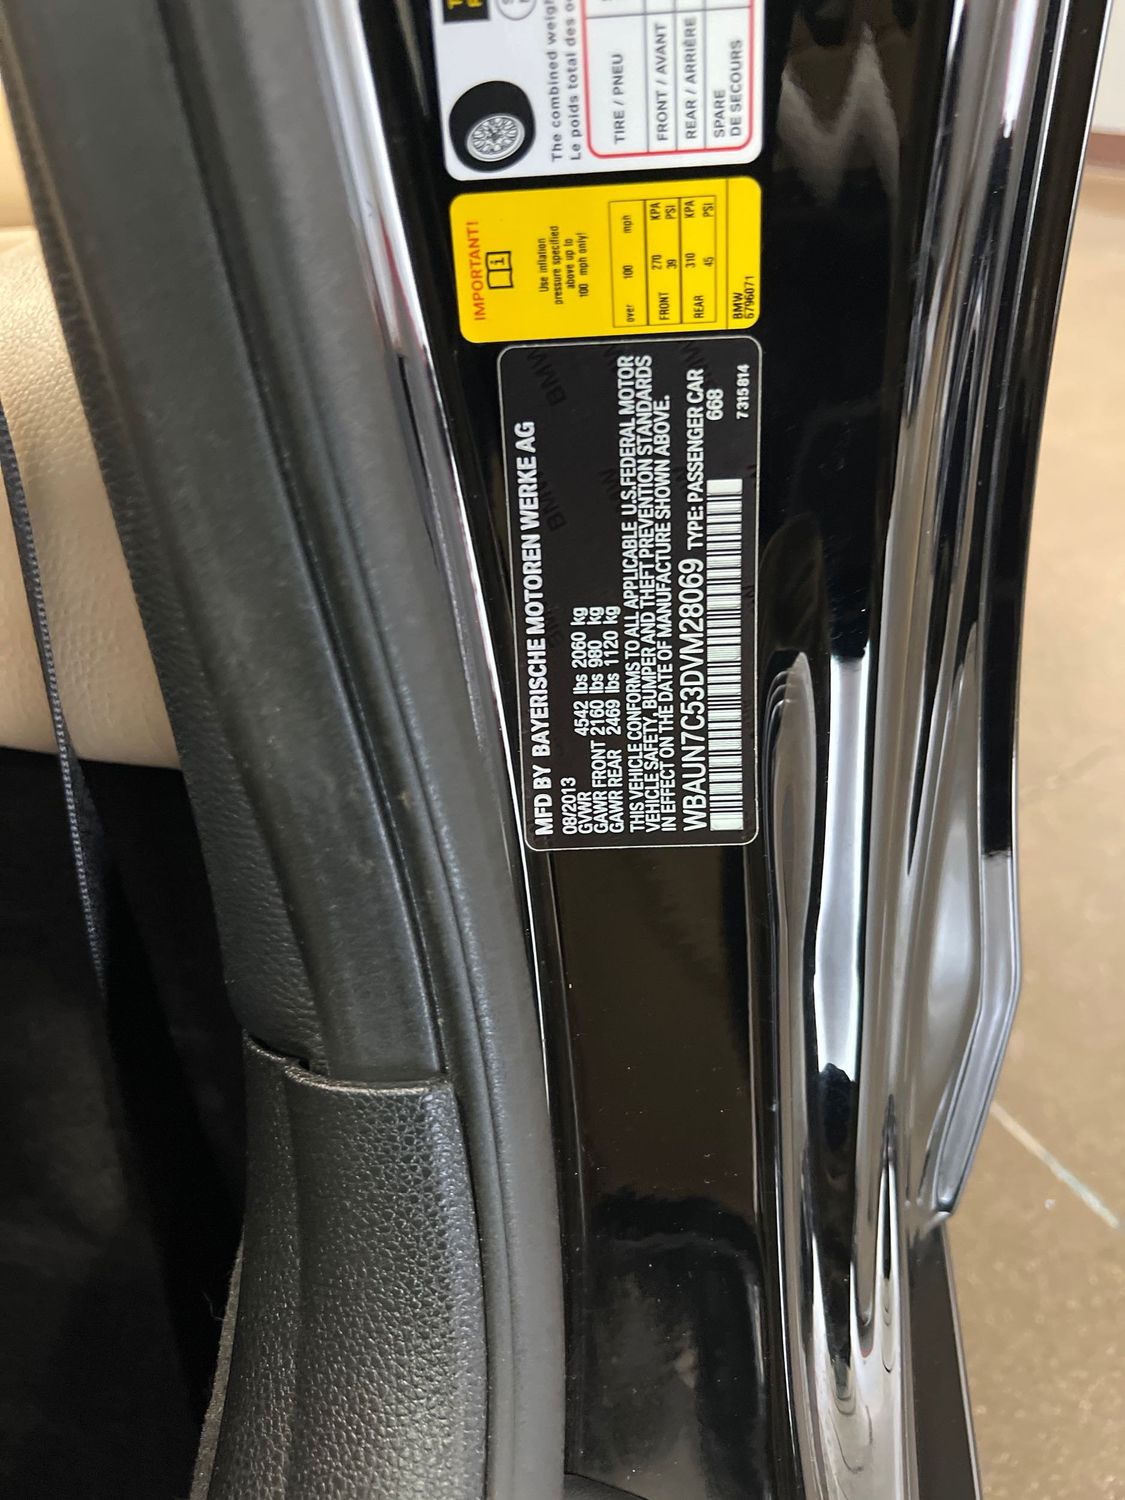 The combined weigh
Le poids total des oc
TIRE / PNEU
FRONT / AVANT
REAR / ARRIÈRE
SPARE
DE SECOURS
IMPORTANT!
Use inflation
pressure specified
above up to
100 mph only!
over 100 mph
FRONT 270 KPA
39 PSI
REAR 310 KPA
45 PSI
BMW
6796071
MFD BY BAYERISCHE MOTOREN WERKE AG
08/2013
GVWR 4542 lbs 2060 kg
GAWR FRONT 2160 lbs 980 kg
GAWR REAR 2469 lbs 1120 kg
THIS VEHICLE CONFORMS TO ALL APPLICABLE U.S.FEDERAL MOTOR
VEHICLE SAFETY, BUMPER AND THEFT PREVENTION STANDARDS
IN EFFECT ON THE DATE OF MANUFACTURE SHOWN ABOVE.
WBAUN7C53DVM28069 TYPE: PASSENGER CAR
668
7 315 814